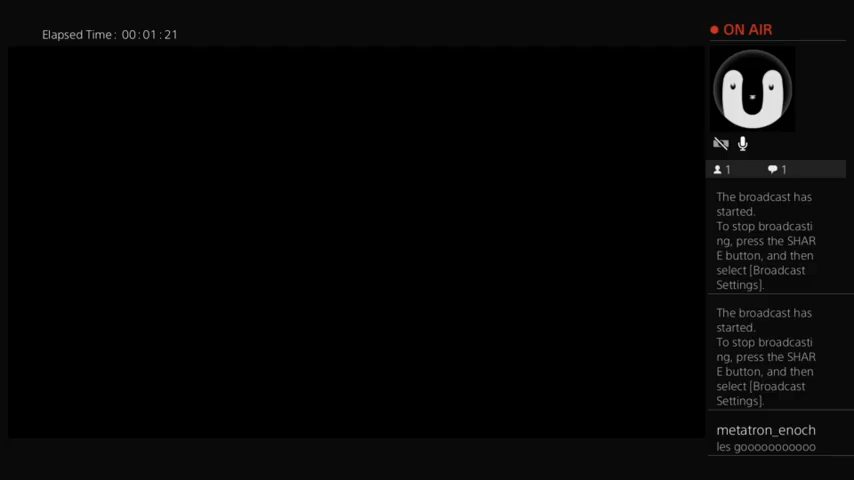 Elapsed Time: 00:01:21
ON AIR
1 1
The broadcast has
started.
To stop broadcasti
ng, press the SHAR
E button, and then
select [Broadcast
Settings].
The broadcast has
started.
To stop broadcasti
ng, press the SHAR
E button, and then
select [Broadcast
Settings].
metatron_enoch
les gooooooooooo